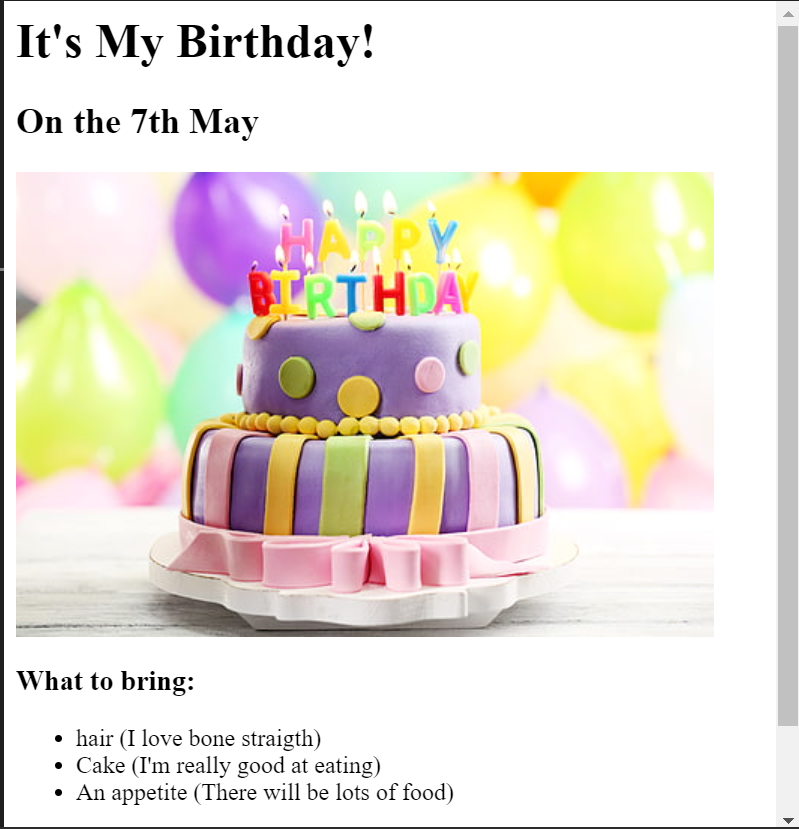 It's My Birthday!
On the 7th May
HAPPY
BIRTHDAY
What to bring:
hair (I love bone straigth)
Cake (I'm really good at eating)
An appetite (There will be lots of food)